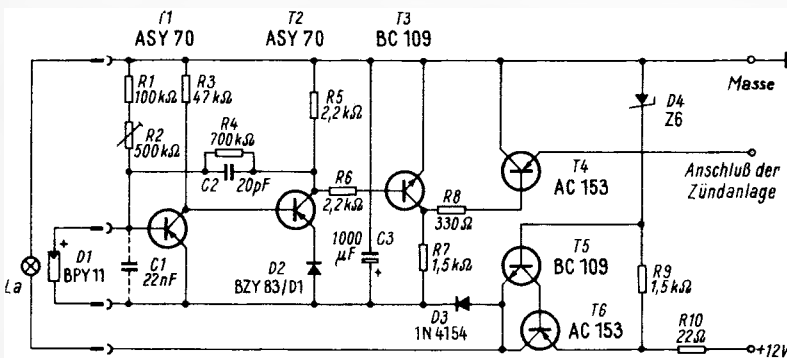 T1
ASY 70
T2
ASY 70
T3
BC 109
R1
100kΩ
R3
47kΩ
R2
500kΩ
R4
700kΩ
C2
20pF
R5
2,2kΩ
R6
2,2kΩ
D4
Z6
Masse
T4
AC 153
Anschluß der
Zündanlage
R8
330Ω
La
D1
BPY11
+
C1
22nF
D2
BZY 83/D1
1000
µF
C3
+
R7
1,5kΩ
D3
1N 4154
T5
BC 109
T6
AC 153
R9
1,5kΩ
R10
22Ω
+12V